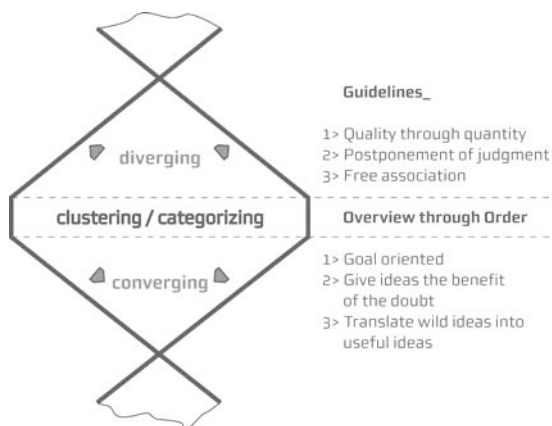 Guidelines_
1> Quality through quantity
2> Postponement of judgment
3> Free association
diverging
clustering / categorizing
Overview through Order
converging
1> Goal oriented
2> Give ideas the benefit
of the doubt
3> Translate wild ideas into
useful ideas